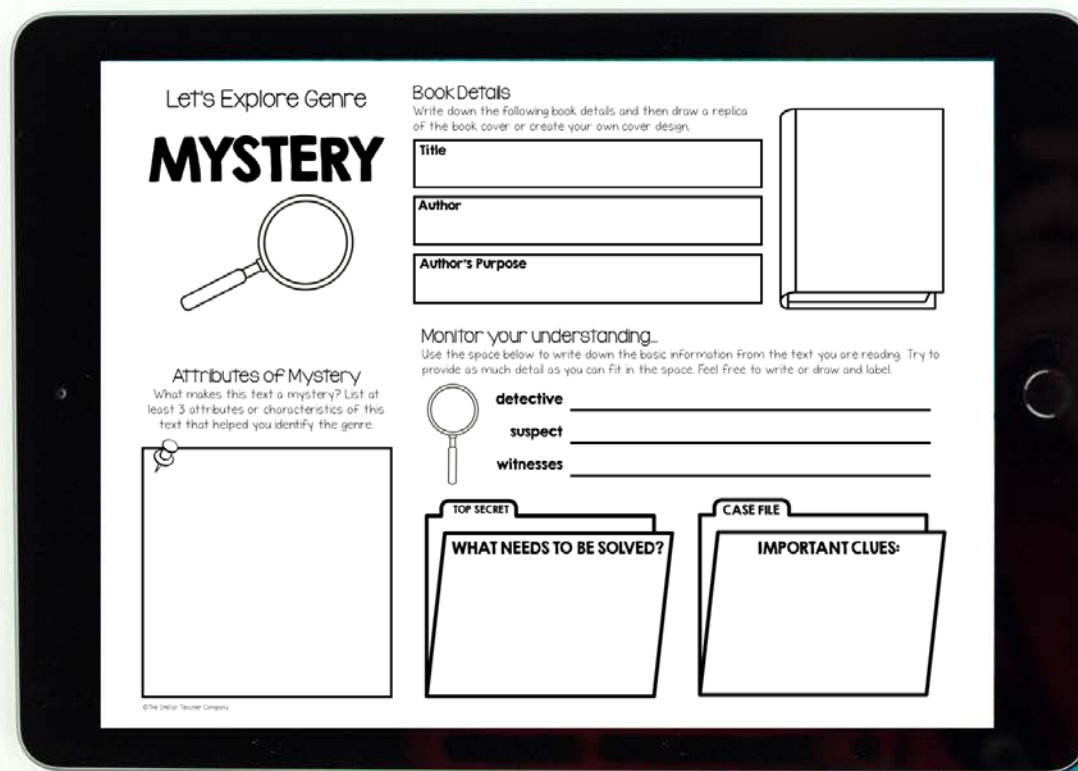 Let's Explore Genre
MYSTERY
Book Details
Write down the following book details and then draw a replica
of the book cover or create your own cover design.
Title
Author
Author's Purpose
Attributes of Mystery
What makes this text a mystery? List at
least 3 attributes or characteristics of this
text that helped you identify the genre.
Monitor your understanding...
Use the space below to write down the basic information from the text you are reading. Try to
provide as much detail as you can fit in the space. Feel free to write or draw and label.
detective
suspect
witnesses
TOP SECRET
WHAT NEEDS TO BE SOLVED?
CASE FILE
IMPORTANT CLUES:
©The Stellar Teacher Company